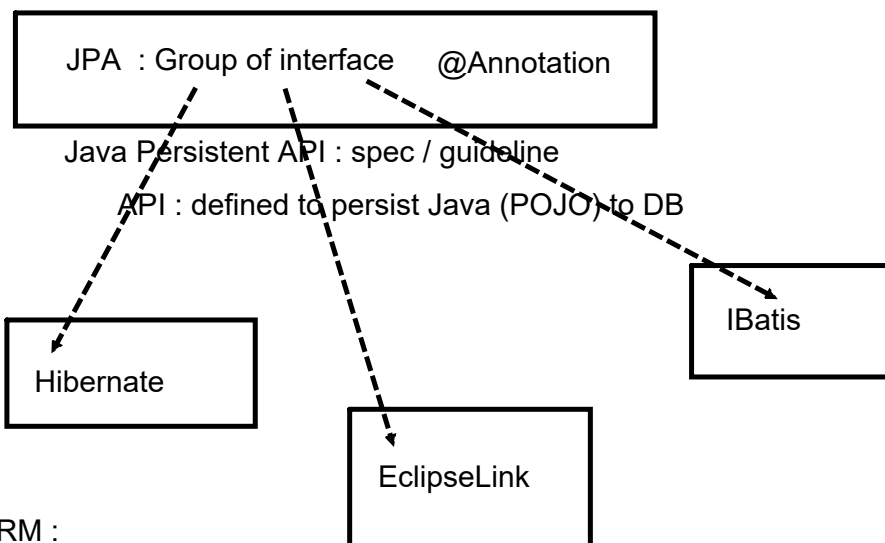 JPA : Group of interface @Annotation
Java Persistent API : spec / guideline
API : defined to persist Java (POJO) to DB
IBatis
Hibernate
EclipseLink
RM :